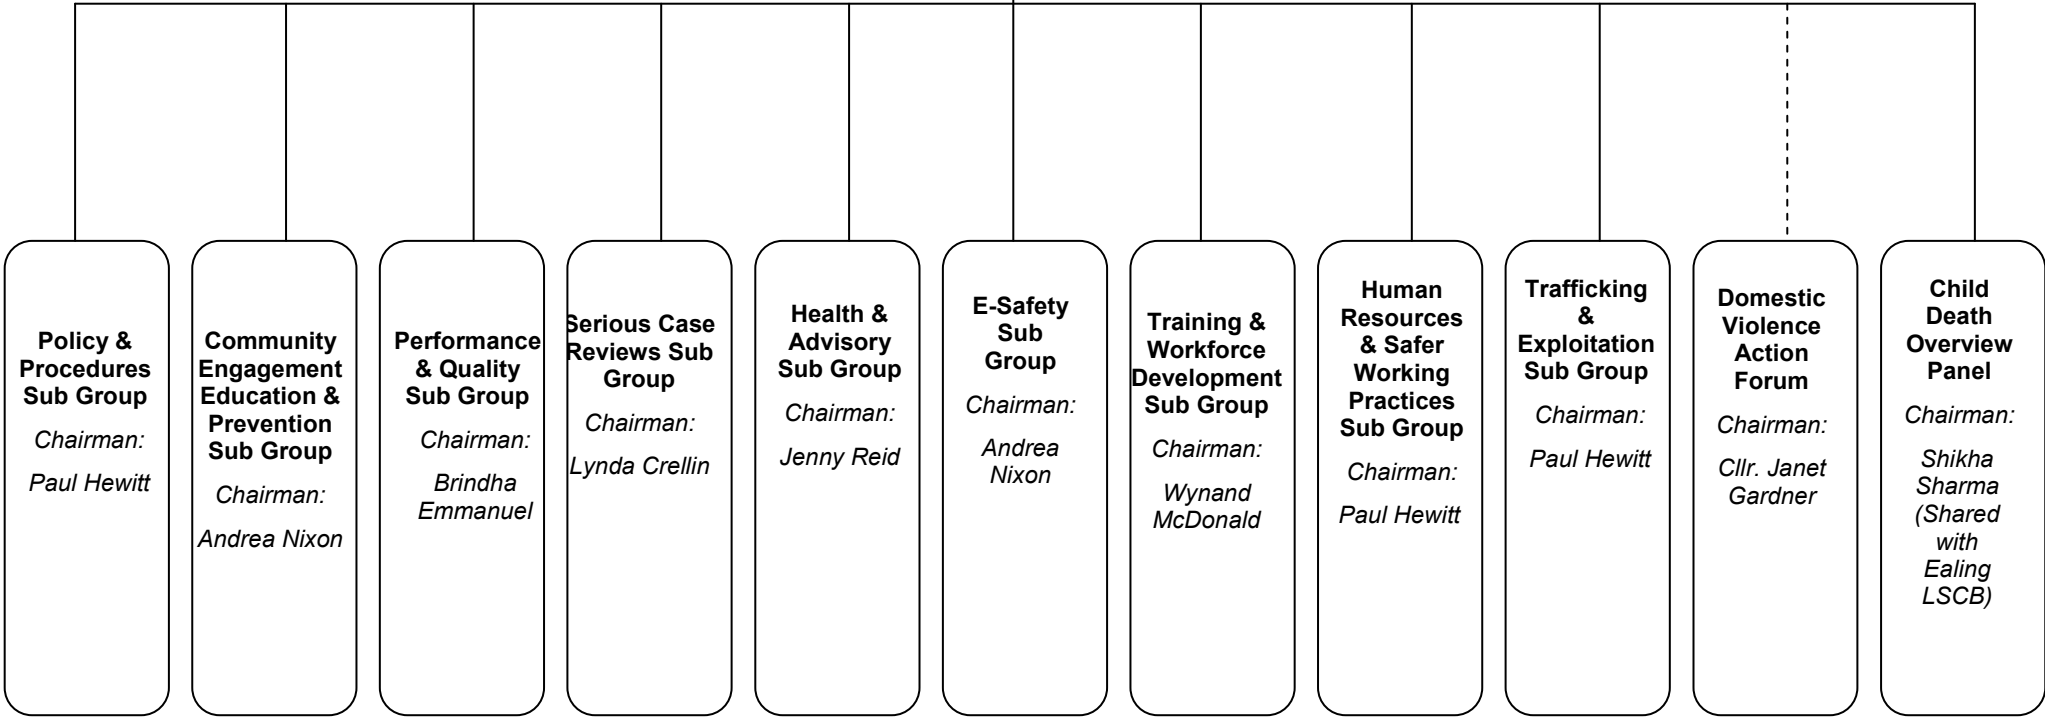 Policy &
Procedures
Sub Group
Chairman:
Paul Hewitt
Community
Engagement
Education &
Prevention
Sub Group
Chairman:
Andrea Nixon
Performance
& Quality
Sub Group
Chairman:
Brindha
Emmanuel
Serious Case
Reviews Sub
Group
Chairman:
Lynda Crellin
Health &
Advisory
Sub Group
Chairman:
Jenny Reid
E-Safety
Sub
Group
Chairman:
Andrea
Nixon
Training &
Workforce
Development
Sub Group
Chairman:
Wynand
McDonald
Human
Resources
& Safer
Working
Practices
Sub Group
Chairman:
Paul Hewitt
Trafficking
&
Exploitation
Sub Group
Chairman:
Paul Hewitt
Domestic
Violence
Action
Forum
Chairman:
Cllr. Janet
Gardner
Child
Death
Overview
Panel
Chairman:
Shikha
Sharma
(Shared
with
Ealing
LSCB)